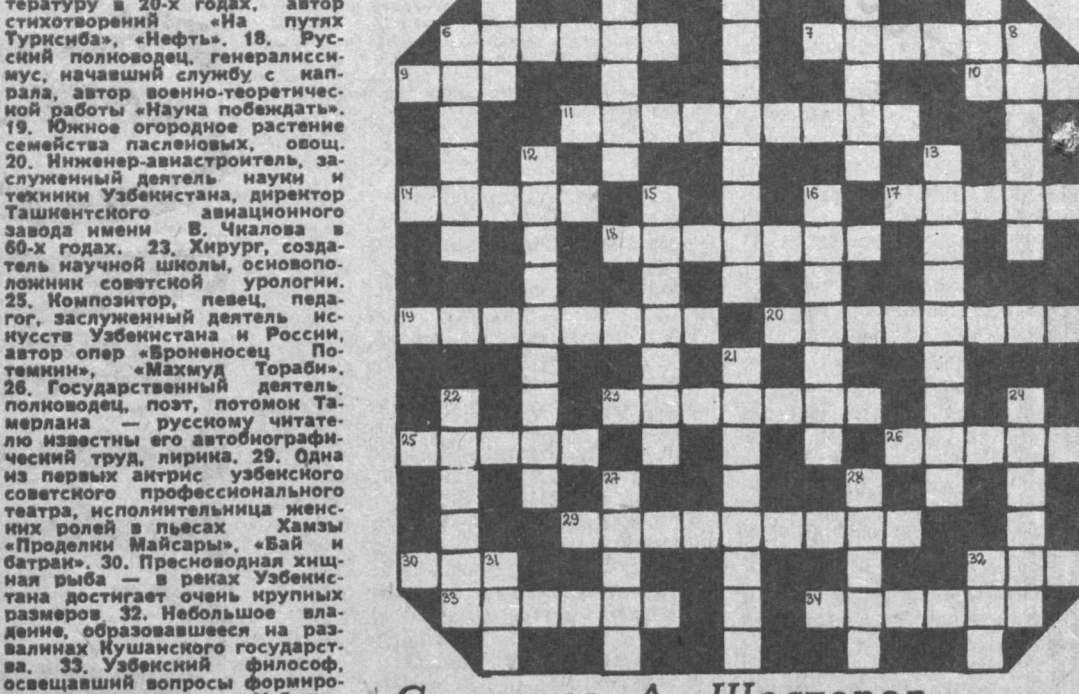 тературу в 20-х годах, автор
стихотворений «На путях
Турксиба», «Нефть». 18. Рус-
ский полководец, генералисси-
мус, начавший службу с кап-
рала, автор военно-теоретичес-
кой работы «Наука побеждать».
19. Южное огородное растение
семейства пасленовых, овощ.
20. Инженер-авиастроитель, за-
служенный деятель науки и
техники Узбекистана, директор
Ташкентского авиационного
завода имени В. Чкалова в
60-х годах. 23. Хирург, созда-
тель научной школы, основопо-
ложник советской урологии.
25. Композитор, певец, педа-
гог, заслуженный деятель ис-
кусств Узбекистана и России,
автор опер «Броненосец По-
темкин», «Махмуд Тораби».
26. Государственный деятель,
полководец, поэт, потомок Та-
мерлана — русскому читате-
лю известны его автобиографи-
ческий труд, лирика. 29. Одна
из первых актрис узбекского
советского профессионального
театра, исполнительница женс-
ких ролей в пьесах Хамзы
«Проделки Майсары», «Бай и
батрак». 30. Пресноводная хищ-
ная рыба — в реках Узбекис-
тана достигает очень крупных
размеров 32. Небольшое вла-
дение, образовавшееся на раз-
валинах Кушанского государст-
ва. 33. Узбекский философ,
освещавший вопросы формиро-
6 7 8
9 10
11
12 13
14 15 16 17
18
19 20
21
22 23 24
25 26
27 28
29
30 31 32
33 34